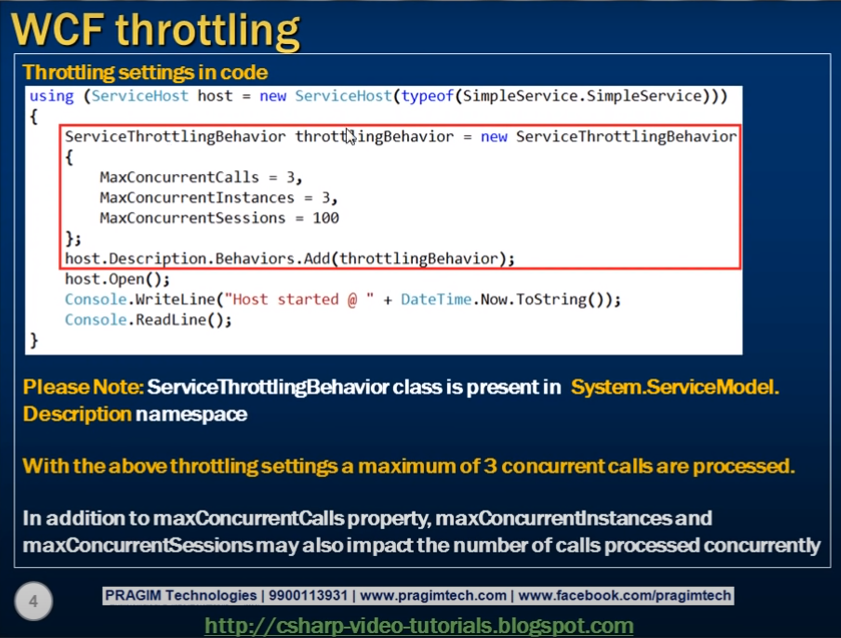 WCF throttling
Throttling settings in code
using (ServiceHost host = new ServiceHost(typeof(SimpleService.SimpleService)))
{
ServiceThrottlingBehavior throttlingBehavior = new ServiceThrottlingBehavior
{
MaxConcurrentCalls = 3,
MaxConcurrentInstances = 3,
MaxConcurrentSessions = 100
};
host.Description.Behaviors.Add(throttlingBehavior);
host.Open();
Console.WriteLine("Host started @ " + DateTime.Now.ToString());
Console.ReadLine();
}
Please Note: ServiceThrottlingBehavior class is present in System.ServiceModel.
Description namespace
With the above throttling settings a maximum of 3 concurrent calls are processed.
In addition to maxConcurrentCalls property, maxConcurrentInstances and
maxConcurrentSessions may also impact the number of calls processed concurrently
4
PRAGIM Technologies | 9900113931 | www.pragimtech.com | www.facebook.com/pragimtech
http://csharp-video-tutorials.blogspot.com